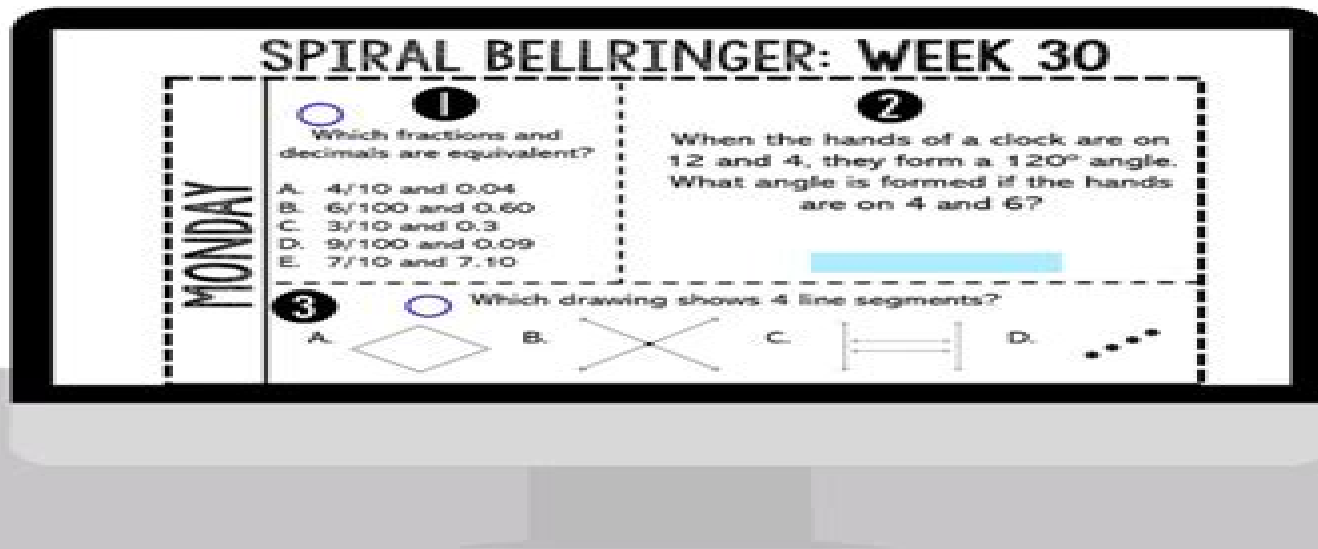 SPIRAL BELLRINGER: WEEK 30
MONDAY
1
Which fractions and
decimals are equivalent?
A. 4/10 and 0.04
B. 6/100 and 0.60
C. 3/10 and 0.3
D. 9/100 and 0.09
E. 7/10 and 7.10
2
When the hands of a clock are on
12 and 4, they form a 120° angle.
What angle is formed if the hands
are on 4 and 6?
3
Which drawing shows 4 line segments?
A. B. C. D.